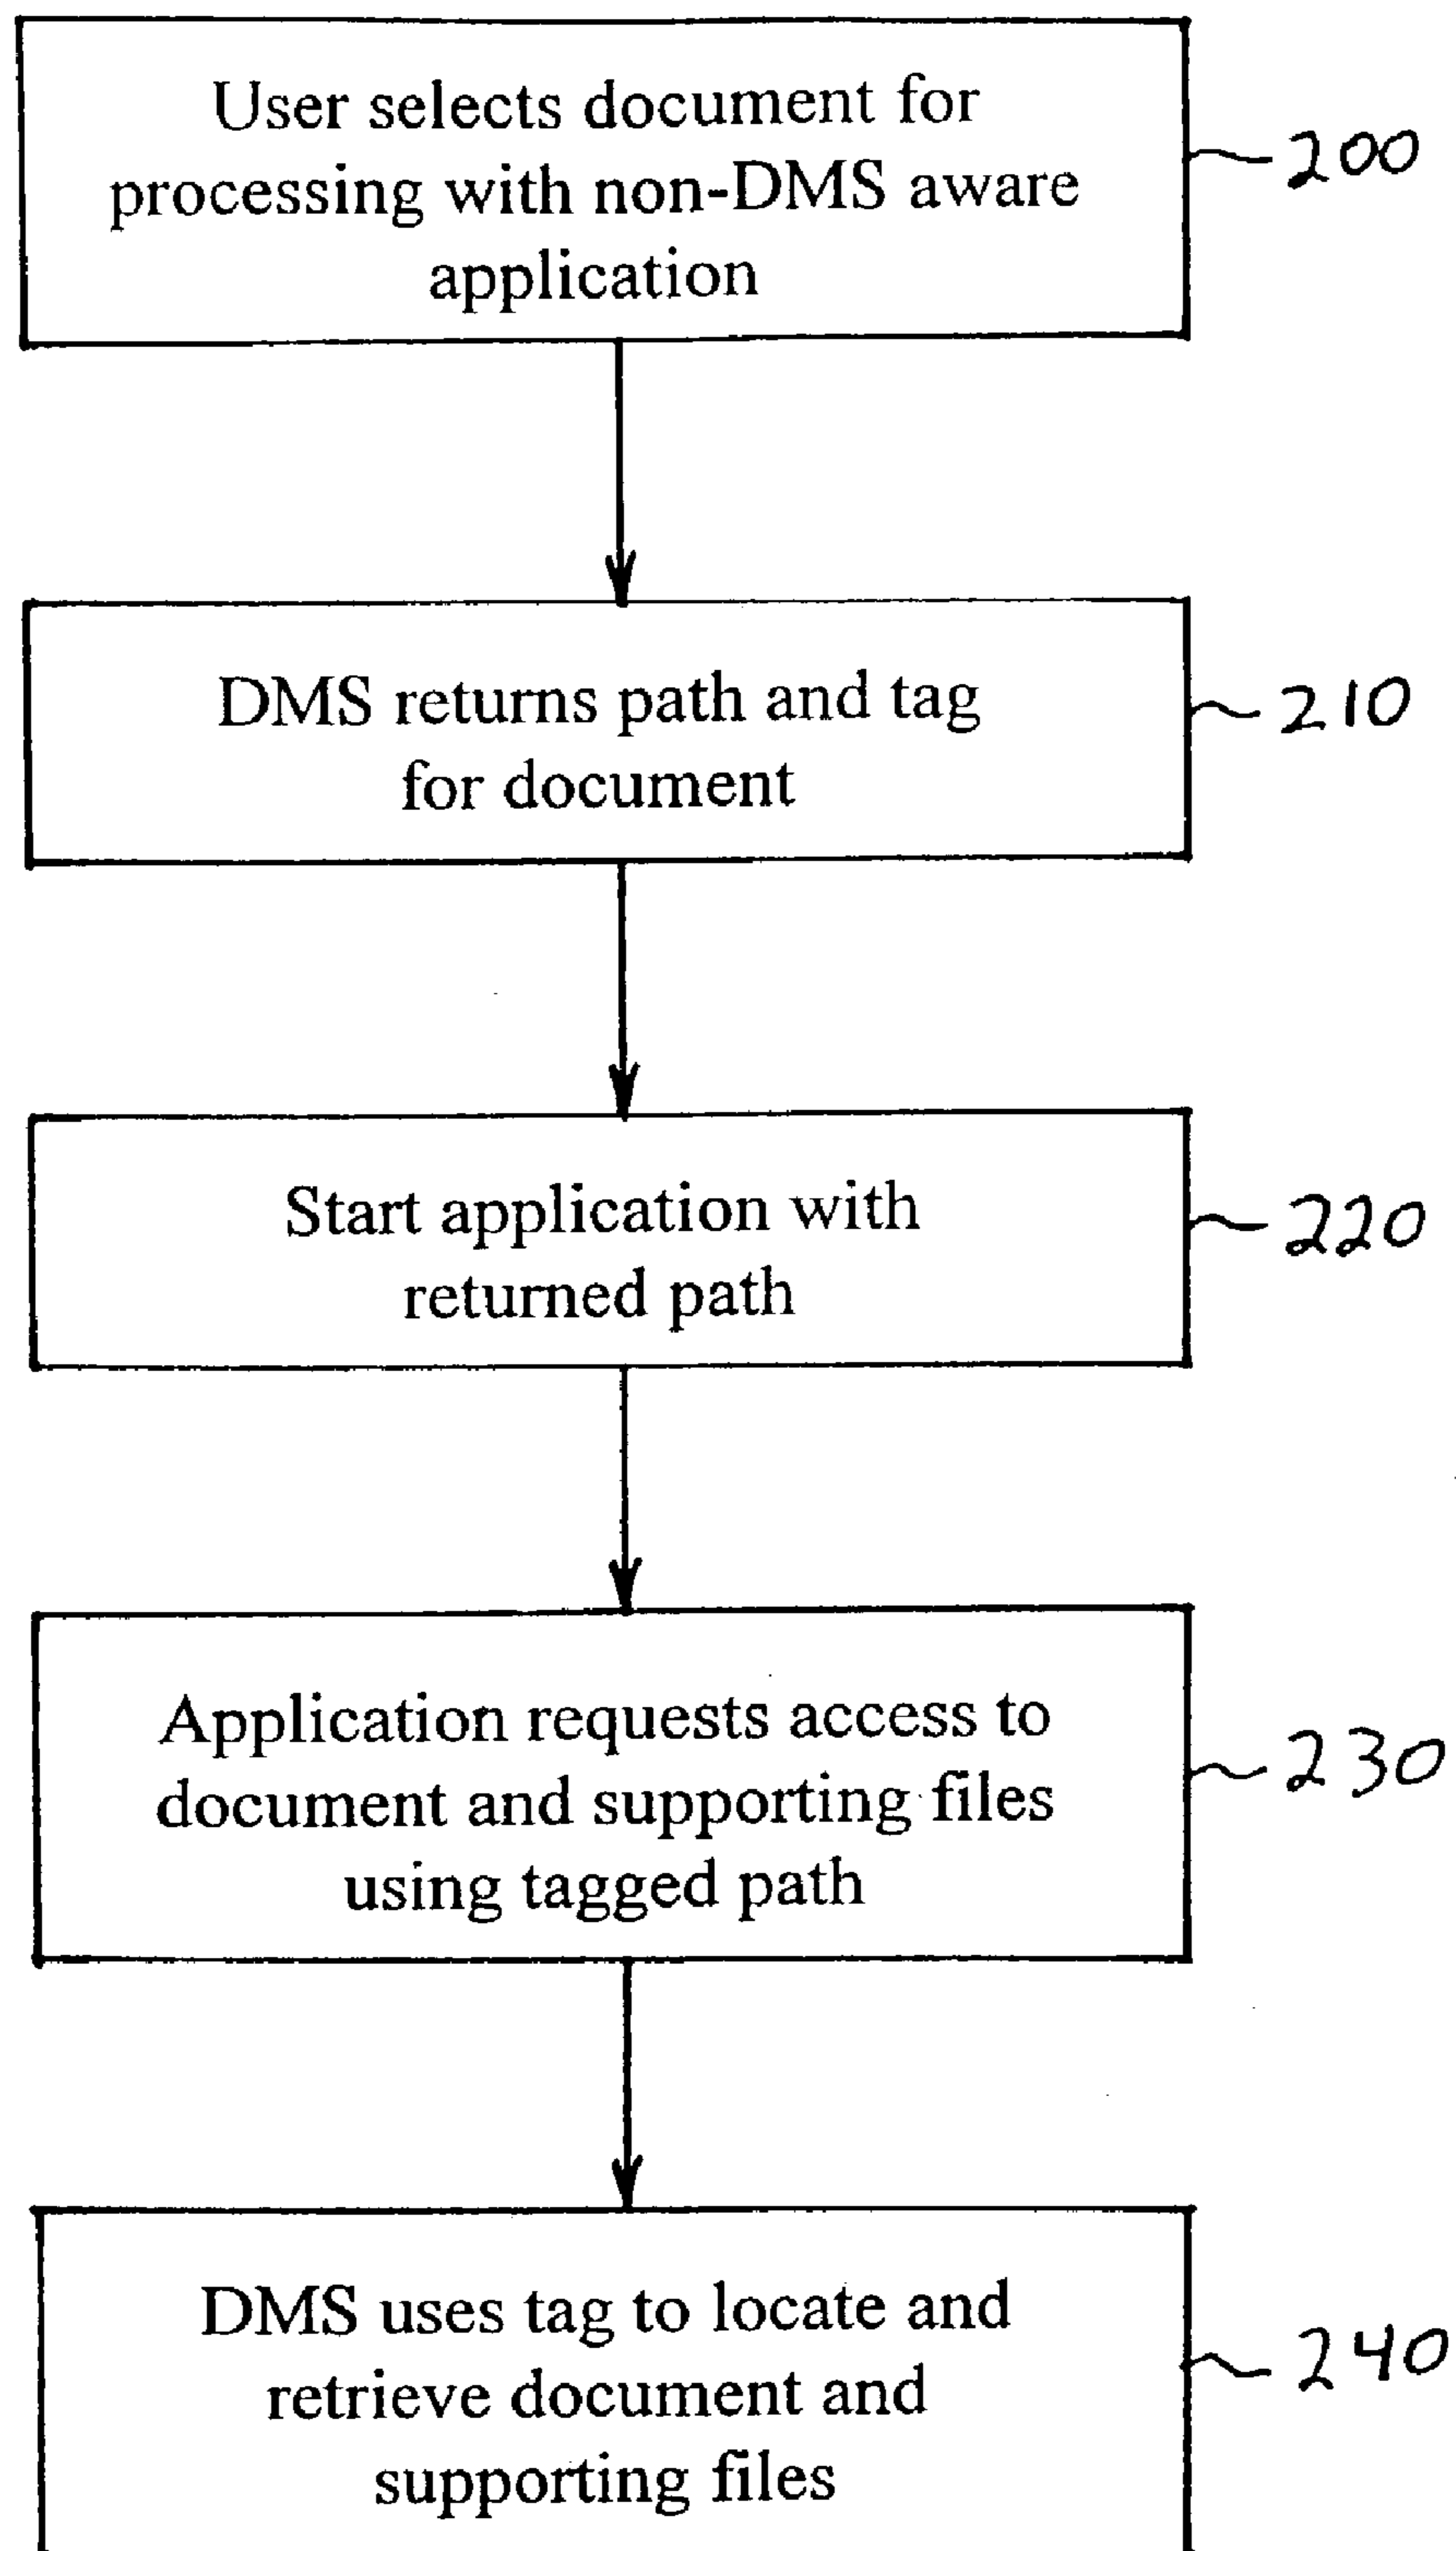 User selects document for
processing with non-DMS aware
application
200
DMS returns path and tag
for document
210
Start application with
returned path
220
Application requests access to
document and supporting files
using tagged path
230
DMS uses tag to locate and
retrieve document and
supporting files
240